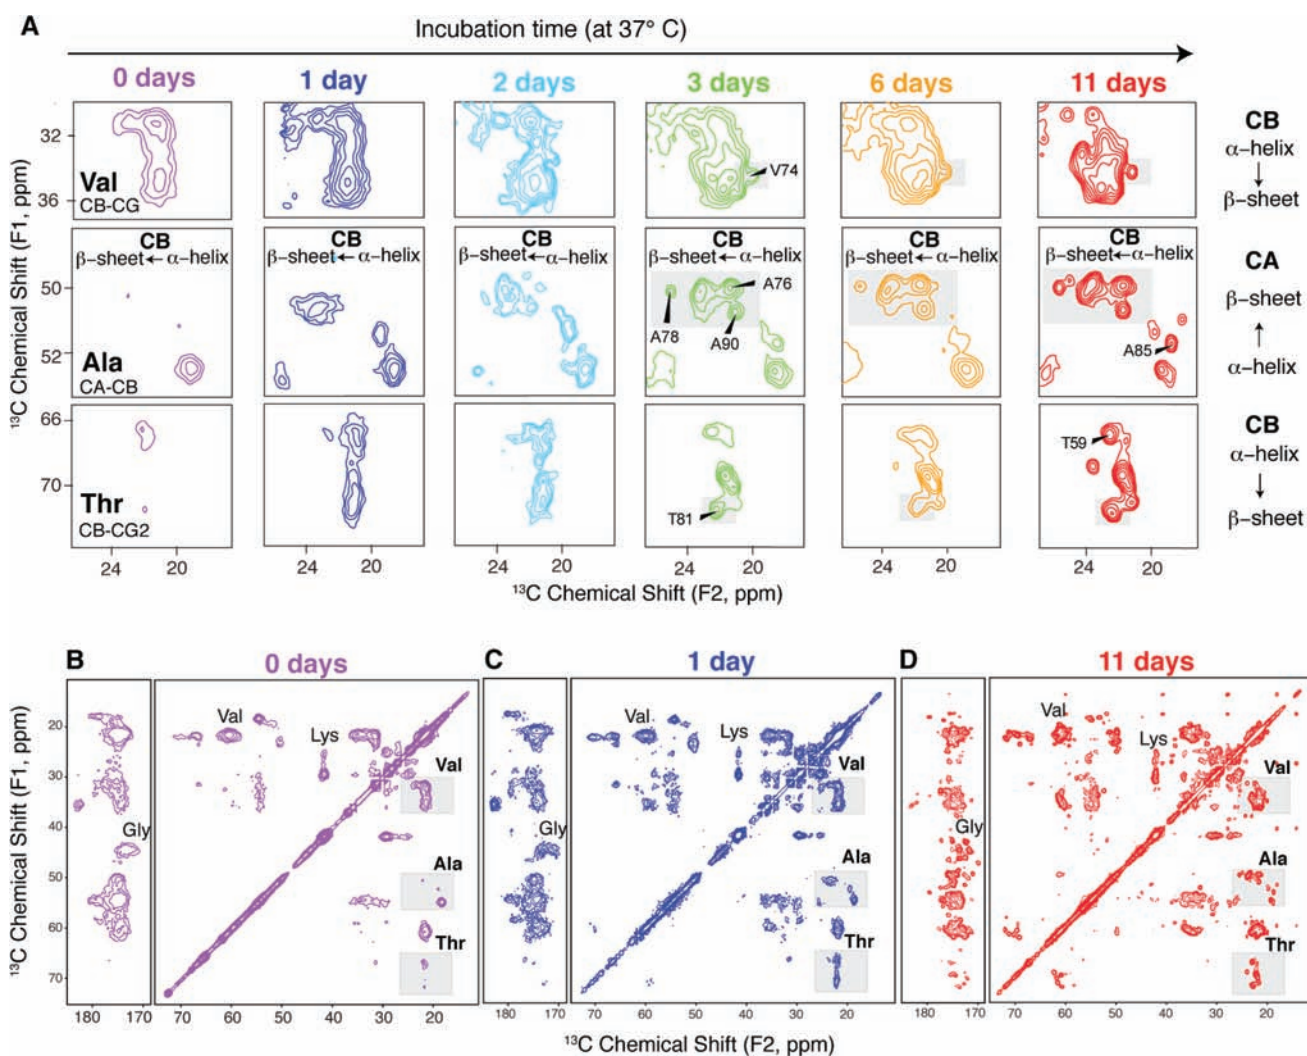 A
Incubation time (at 37° C)
0 days
1 day
2 days
3 days
6 days
11 days
¹³C Chemical Shift (F1, ppm)
32
36
Val
CB-CG
V74
CB
α-helix
↓
β-sheet
CB
β-sheet←α-helix
CB
β-sheet←α-helix
CB
β-sheet←α-helix
CB
β-sheet←α-helix
CB
β-sheet←α-helix
CB
β-sheet←α-helix
50
52
Ala
CA-CB
A76
A78
A90
A85
CA
β-sheet
↑
α-helix
66
70
Thr
CB-CG2
T81
T59
CB
α-helix
↓
β-sheet
24 20
24 20
24 20
24 20
24 20
24 20
¹³C Chemical Shift (F2, ppm)
B
0 days
C
1 day
D
11 days
¹³C Chemical Shift (F1, ppm)
20
30
40
50
60
70
Val
Lys
Val
Gly
Ala
Thr
180 170
70 60 50 40 30 20
Val
Lys
Val
Gly
Ala
Thr
180 170
70 60 50 40 30 20
Val
Lys
Val
Gly
Ala
Thr
180 170
70 60 50 40 30 20
¹³C Chemical Shift (F2, ppm)